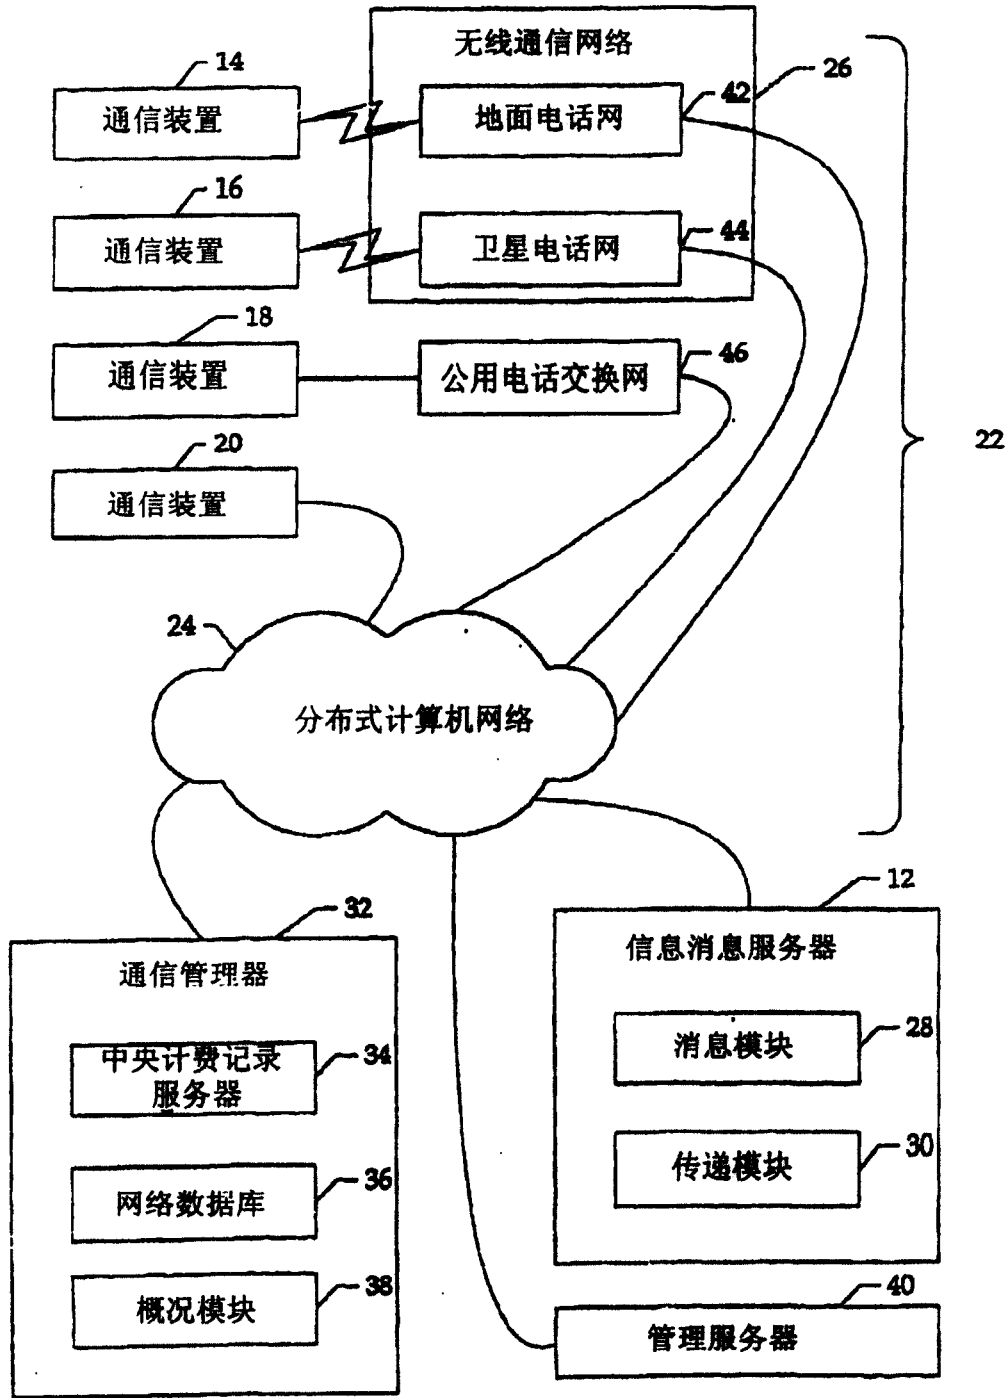 无线通信网络
14
26
通信装置
地面电话网
42
16
通信装置
卫星电话网
44
18
通信装置
公用电话交换网
46
22
20
通信装置
24
分布式计算机网络
32
通信管理器
中央计费记录
服务器
34
网络数据库
36
概况模块
38
12
信息消息服务器
消息模块
28
传递模块
30
40
管理服务器